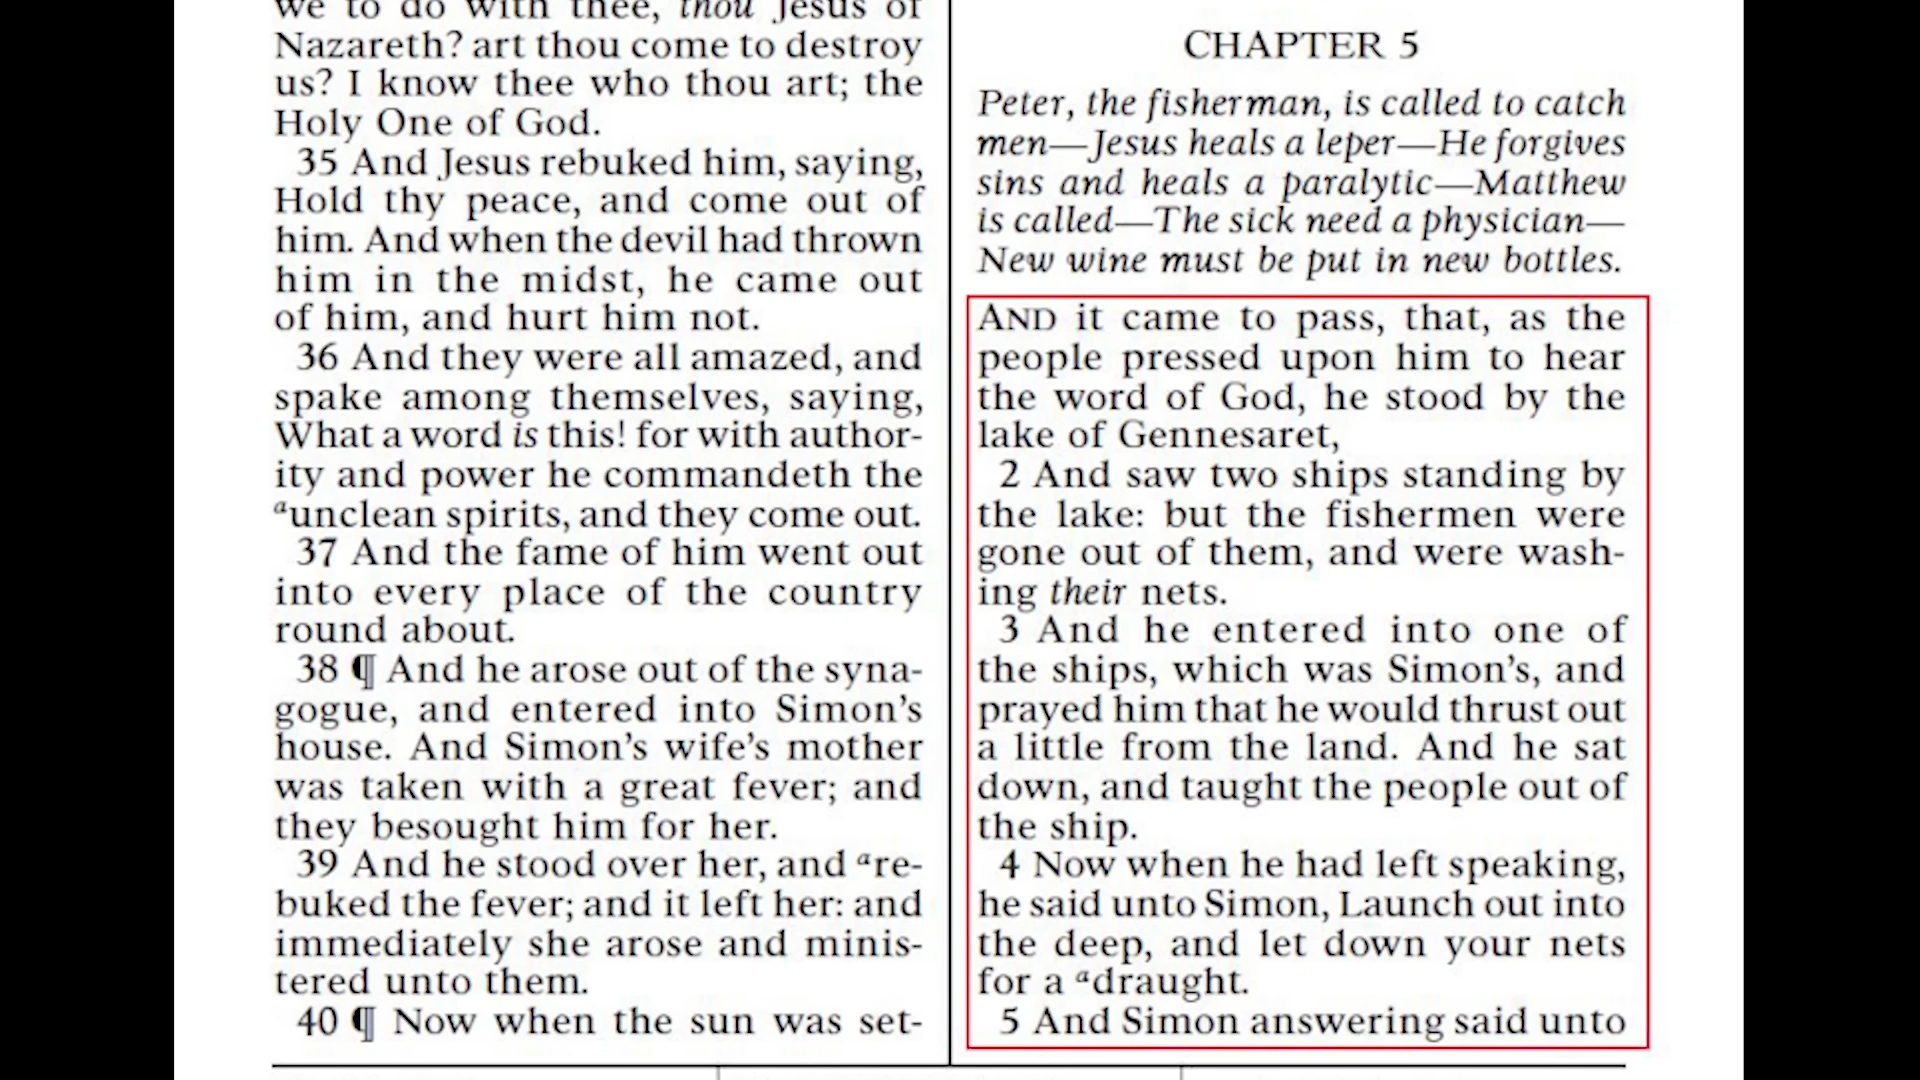 we to do with thee, thou Jesus of
Nazareth? art thou come to destroy
us? I know thee who thou art; the
Holy One of God.
35 And Jesus rebuked him, saying,
Hold thy peace, and come out of
him. And when the devil had thrown
him in the midst, he came out
of him, and hurt him not.
36 And they were all amazed, and
spake among themselves, saying,
What a word is this! for with author-
ity and power he commandeth the
ᵃunclean spirits, and they come out.
37 And the fame of him went out
into every place of the country
round about.
38 ¶ And he arose out of the syna-
gogue, and entered into Simon’s
house. And Simon’s wife’s mother
was taken with a great fever; and
they besought him for her.
39 And he stood over her, and ᵃre-
buked the fever; and it left her: and
immediately she arose and minis-
tered unto them.
40 ¶ Now when the sun was set-
CHAPTER 5
Peter, the fisherman, is called to catch
men—Jesus heals a leper—He forgives
sins and heals a paralytic—Matthew
is called—The sick need a physician—
New wine must be put in new bottles.
AND it came to pass, that, as the
people pressed upon him to hear
the word of God, he stood by the
lake of Gennesaret,
2 And saw two ships standing by
the lake: but the fishermen were
gone out of them, and were wash-
ing their nets.
3 And he entered into one of
the ships, which was Simon’s, and
prayed him that he would thrust out
a little from the land. And he sat
down, and taught the people out of
the ship.
4 Now when he had left speaking,
he said unto Simon, Launch out into
the deep, and let down your nets
for a ᵃdraught.
5 And Simon answering said unto